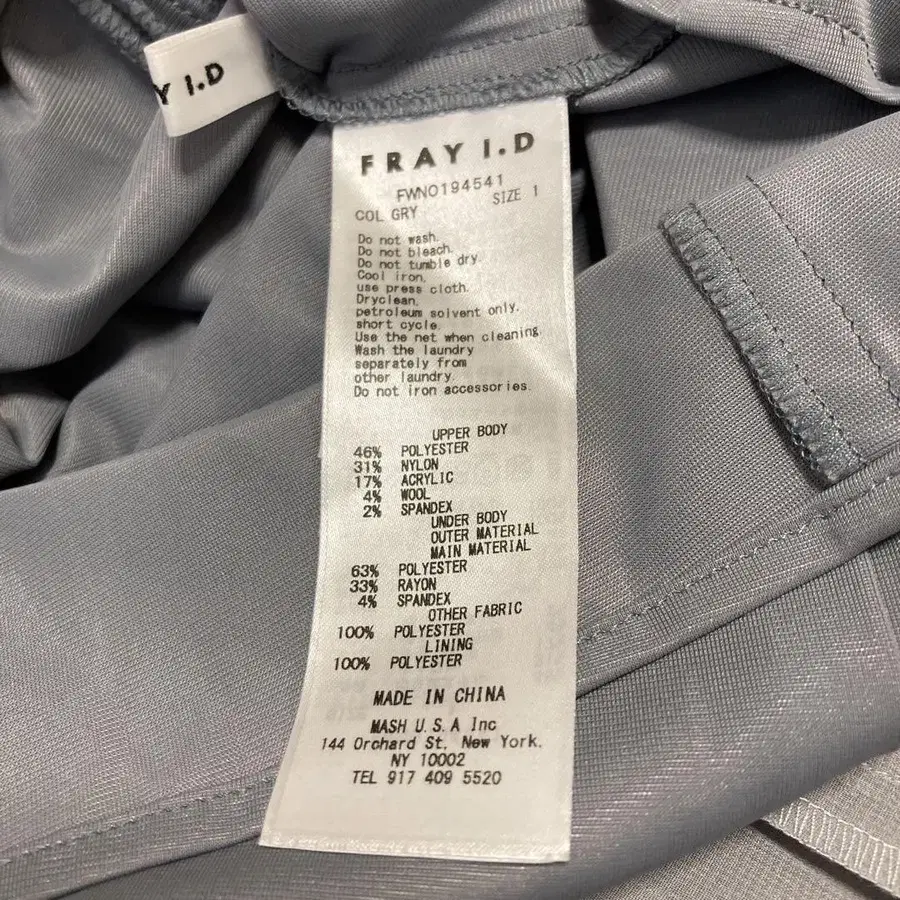 Y I.D
FRAY I.D
FWNO194541
COL GRY SIZE 1
Do not wash.
Do not bleach.
Do not tumble dry.
Cool iron.
use press cloth.
Dryclean.
petroleum solvent only.
short cycle.
Use the net when cleaning
Wash the laundry
separately from
other laundry.
Do not iron accessories.
UPPER BODY
46% POLYESTER
31% NYLON
17% ACRYLIC
4% WOOL
2% SPANDEX
UNDER BODY
OUTER MATERIAL
MAIN MATERIAL
63% POLYESTER
33% RAYON
4% SPANDEX
OTHER FABRIC
100% POLYESTER
LINING
100% POLYESTER
MADE IN CHINA
MASH U.S.A Inc
144 Orchard St, New York.
NY 10002
TEL 917 409 5520